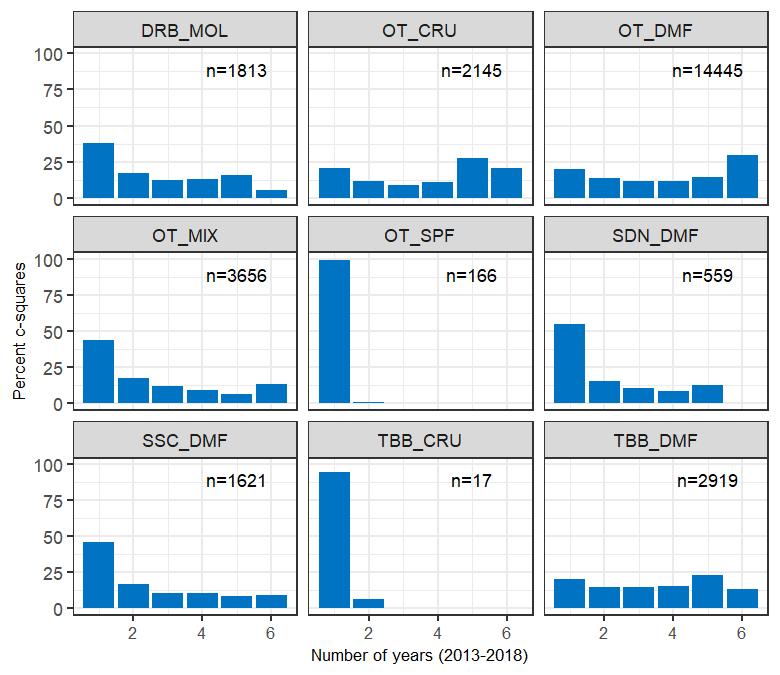 DRB_MOL OT_CRU OT_DMF
100 n=1813 n=2145 n=14445
75
50
25
0
OT_MIX OT_SPF SDN_DMF
100 n=3656 n=166 n=559
75
50
25
0
Percent c-squares
SSC_DMF TBB_CRU TBB_DMF
100 n=1621 n=17 n=2919
75
50
25
0
2 4 6 2 4 6 2 4 6
Number of years (2013-2018)